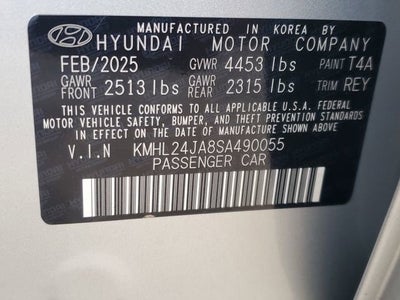 MANUFACTURED IN KOREA BY
HYUNDAI MOTOR COMPANY
FEB/2025 GVWR 4453 lbs PAINT T4A
GAWR FRONT 2513 lbs GAWR REAR 2315 lbs TRIM REY
THIS VEHICLE CONFORMS TO ALL APPLICABLE U.S.A. FEDERAL
MOTOR VEHICLE SAFETY, BUMPER, AND THEFT PREVENTION STANDARDS
IN EFFECT ON THE DATE OF MANUFACTURE SHOWN ABOVE.
V.I.N KMHL24JA8SA490055
PASSENGER CAR